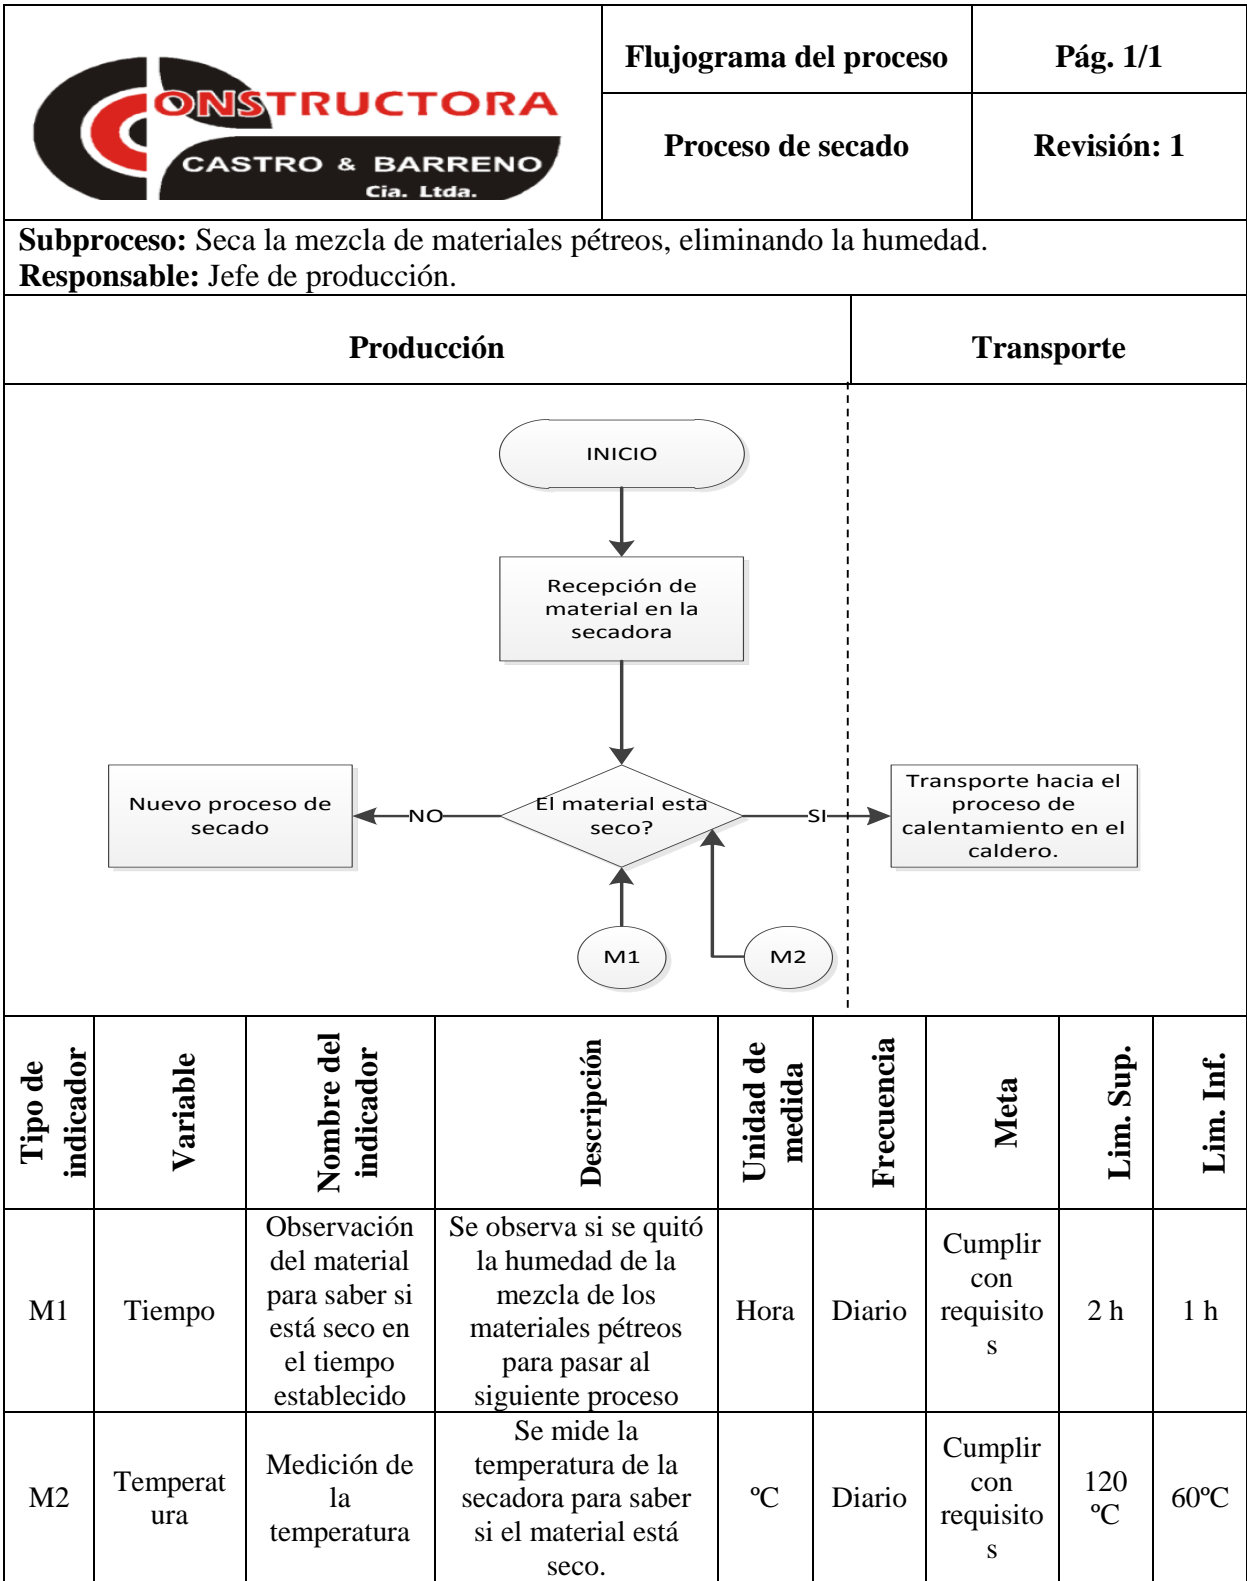 CONSTRUCTORA
CASTRO & BARRENO
Cia. Ltda.
Flujograma del proceso
Pág. 1/1
Proceso de secado
Revisión: 1
Subproceso: Seca la mezcla de materiales pétreos, eliminando la humedad.
Responsable: Jefe de producción.
Producción
Transporte
INICIO
Recepción de
material en la
secadora
Nuevo proceso de
secado
NO
El material esta
seco?
SI
Transporte hacia el
proceso de
calentamiento en el
caldero.
M1
M2
Tipo de
indicador
Variable
Nombre del
indicador
Descripción
Unidad de
medida
Frecuencia
Meta
Lim. Sup.
Lim. Inf.
M1
Tiempo
Observación
del material
para saber si
está seco en
el tiempo
establecido
Se observa si se quitó
la humedad de la
mezcla de los
materiales pétreos
para pasar al
siguiente proceso
Hora
Diario
Cumplir
con
requisito
s
2 h
1 h
M2
Temperat
ura
Medición de
la
temperatura
Se mide la
temperatura de la
secadora para saber
si el material está
seco.
ºC
Diario
Cumplir
con
requisito
s
120
ºC
60ºC